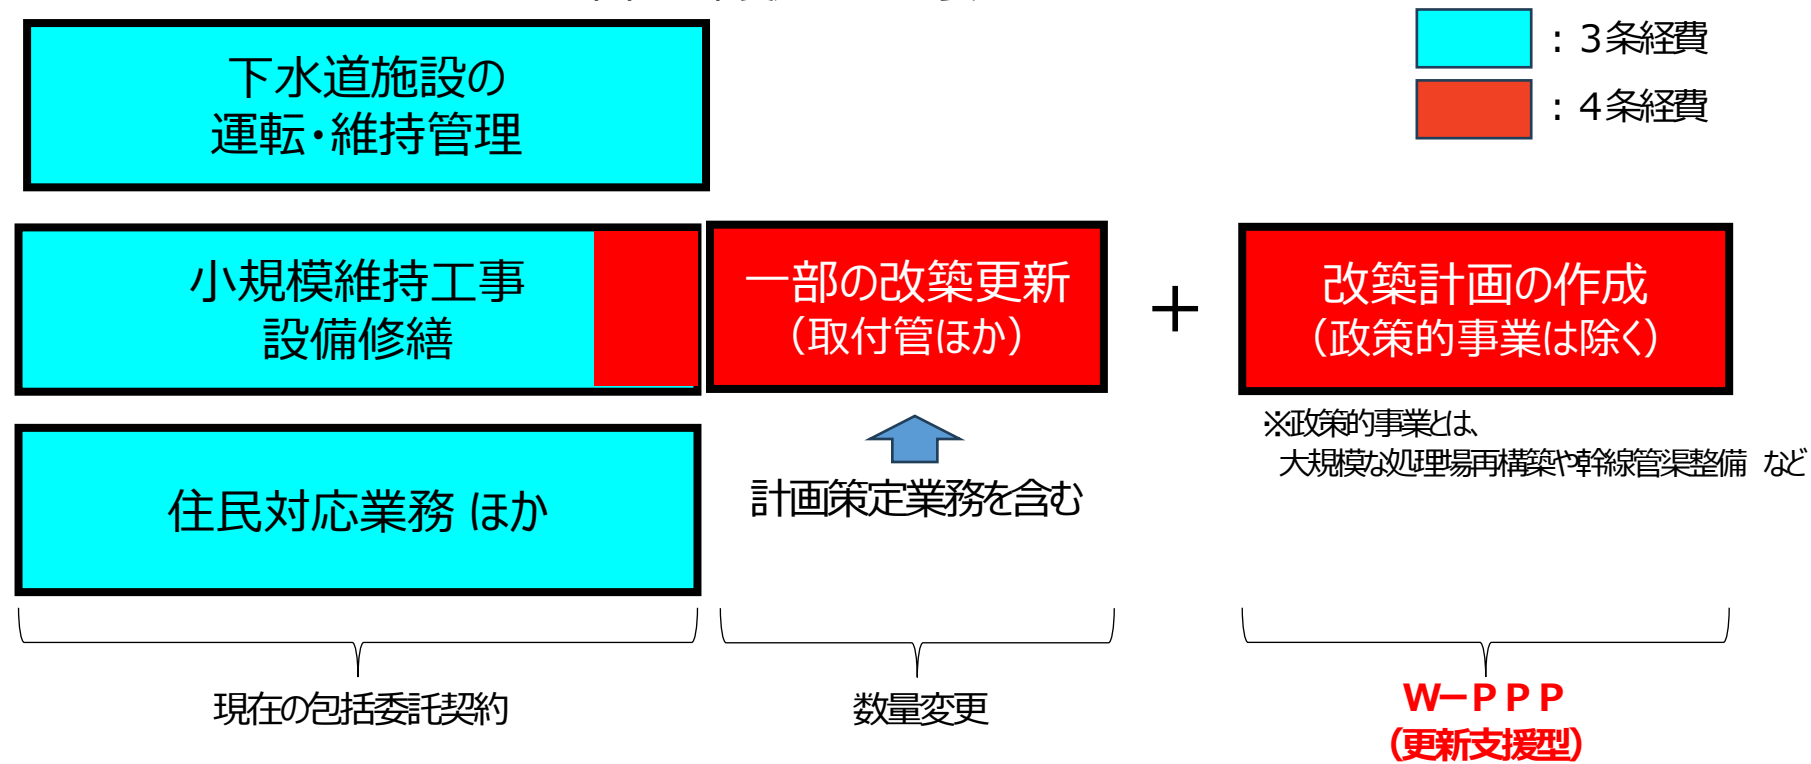 ：３条経費
：４条経費
下水道施設の
運転・維持管理
小規模維持工事
設備修繕
一部の改築更新
（取付管ほか）
＋
改築計画の作成
（政策的事業は除く）
※政策的事業とは、
大規模な処理場再構築や幹線管渠整備　など
計画策定業務を含む
住民対応業務 ほか
現在の包括委託契約
数量変更
Ｗ－ＰＰＰ
（更新支援型）